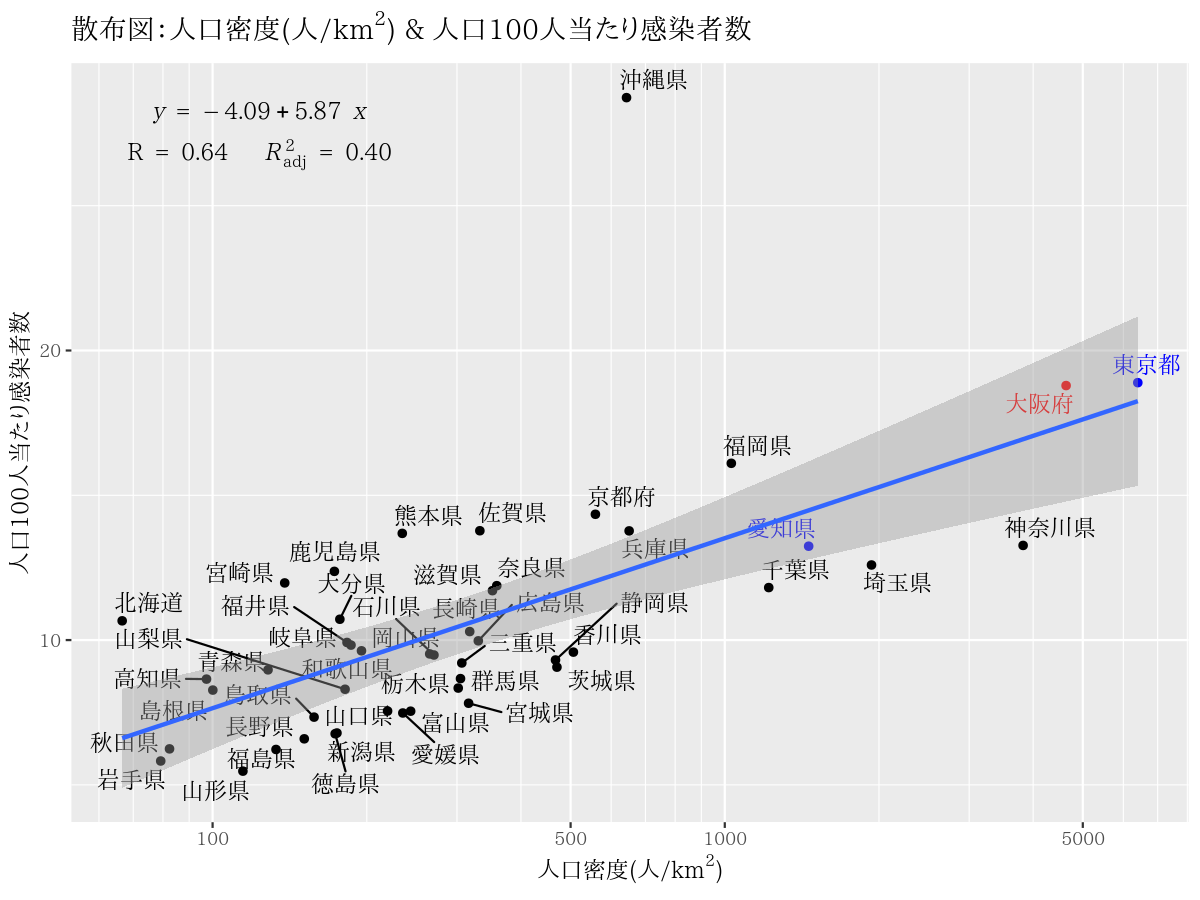 散布図：人口密度(人/km²) & 人口100人当たり感染者数
沖縄県
y = −4.09 + 5.87 x
R = 0.64 R²adj = 0.40
人口100人当たり感染者数
20
10
東京都
大阪府
福岡県
京都府
愛知県
神奈川県
熊本県
佐賀県
兵庫県
鹿児島県
宮崎県
大分県
滋賀県
奈良県
千葉県
埼玉県
北海道
福井県
石川県
長崎県
広島県
静岡県
山梨県
岐阜県
岡山県
三重県
香川県
青森県
高知県
和歌山県
栃木県
群馬県
茨城県
島根県
鳥取県
山口県
富山県
宮城県
長野県
秋田県
福島県
新潟県
愛媛県
岩手県
山形県
徳島県
100
500
1000
5000
人口密度(人/km²)